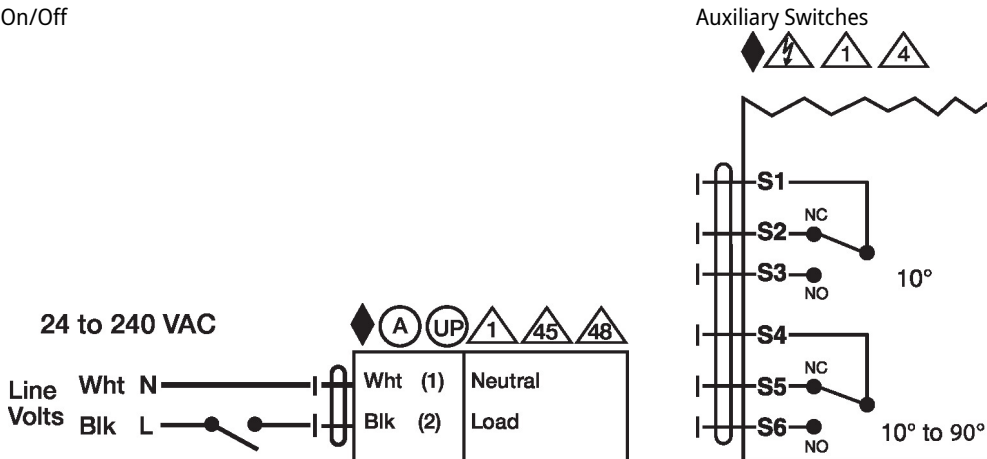 On/Off
24 to 240 VAC
A UP 1 45 48
Line Volts
Wht N
Blk L
Wht (1) Neutral
Blk (2) Load
Auxiliary Switches
1 4
S1
S2 NC
S3 NO
10°
S4
S5 NC
S6 NO
10° to 90°